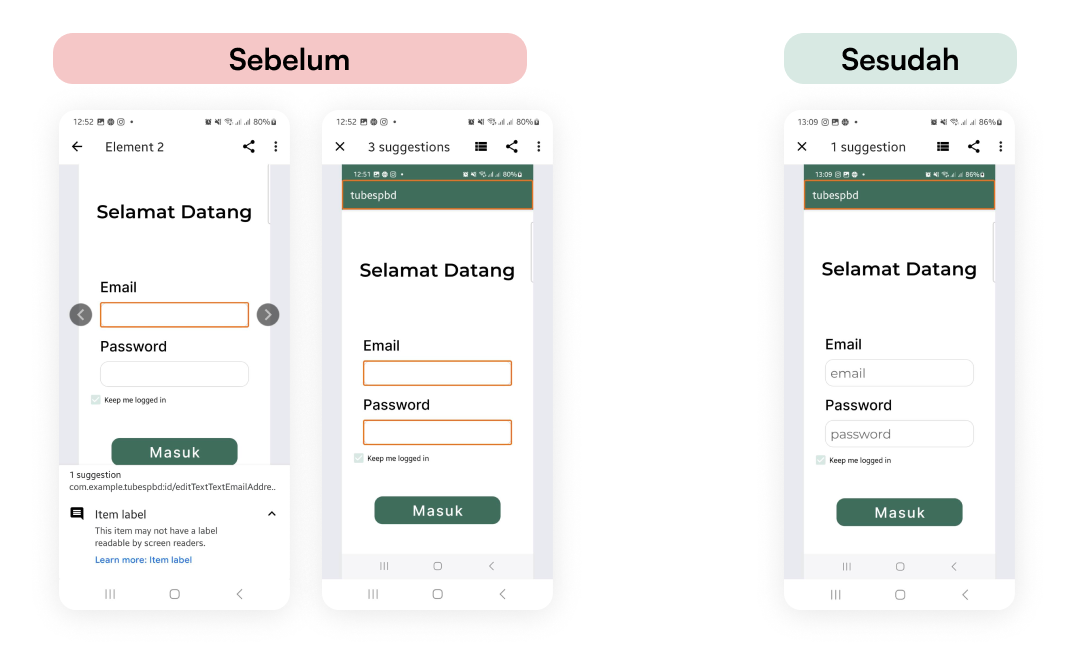 Sebelum
12:52
80%
Element 2
Selamat Datang
Email
Password
Keep me logged in
Masuk
1 suggestion
com.example.tubespbd:id/editTextTextEmailAddre..
Item label
This item may not have a label
readable by screen readers.
Learn more: Item label
12:52
80%
3 suggestions
12:51
80%
tubespbd
Selamat Datang
Email
Password
Keep me logged in
Masuk
Sesudah
13:09
86%
1 suggestion
13:09
86%
tubespbd
Selamat Datang
Email
email
Password
password
Keep me logged in
Masuk